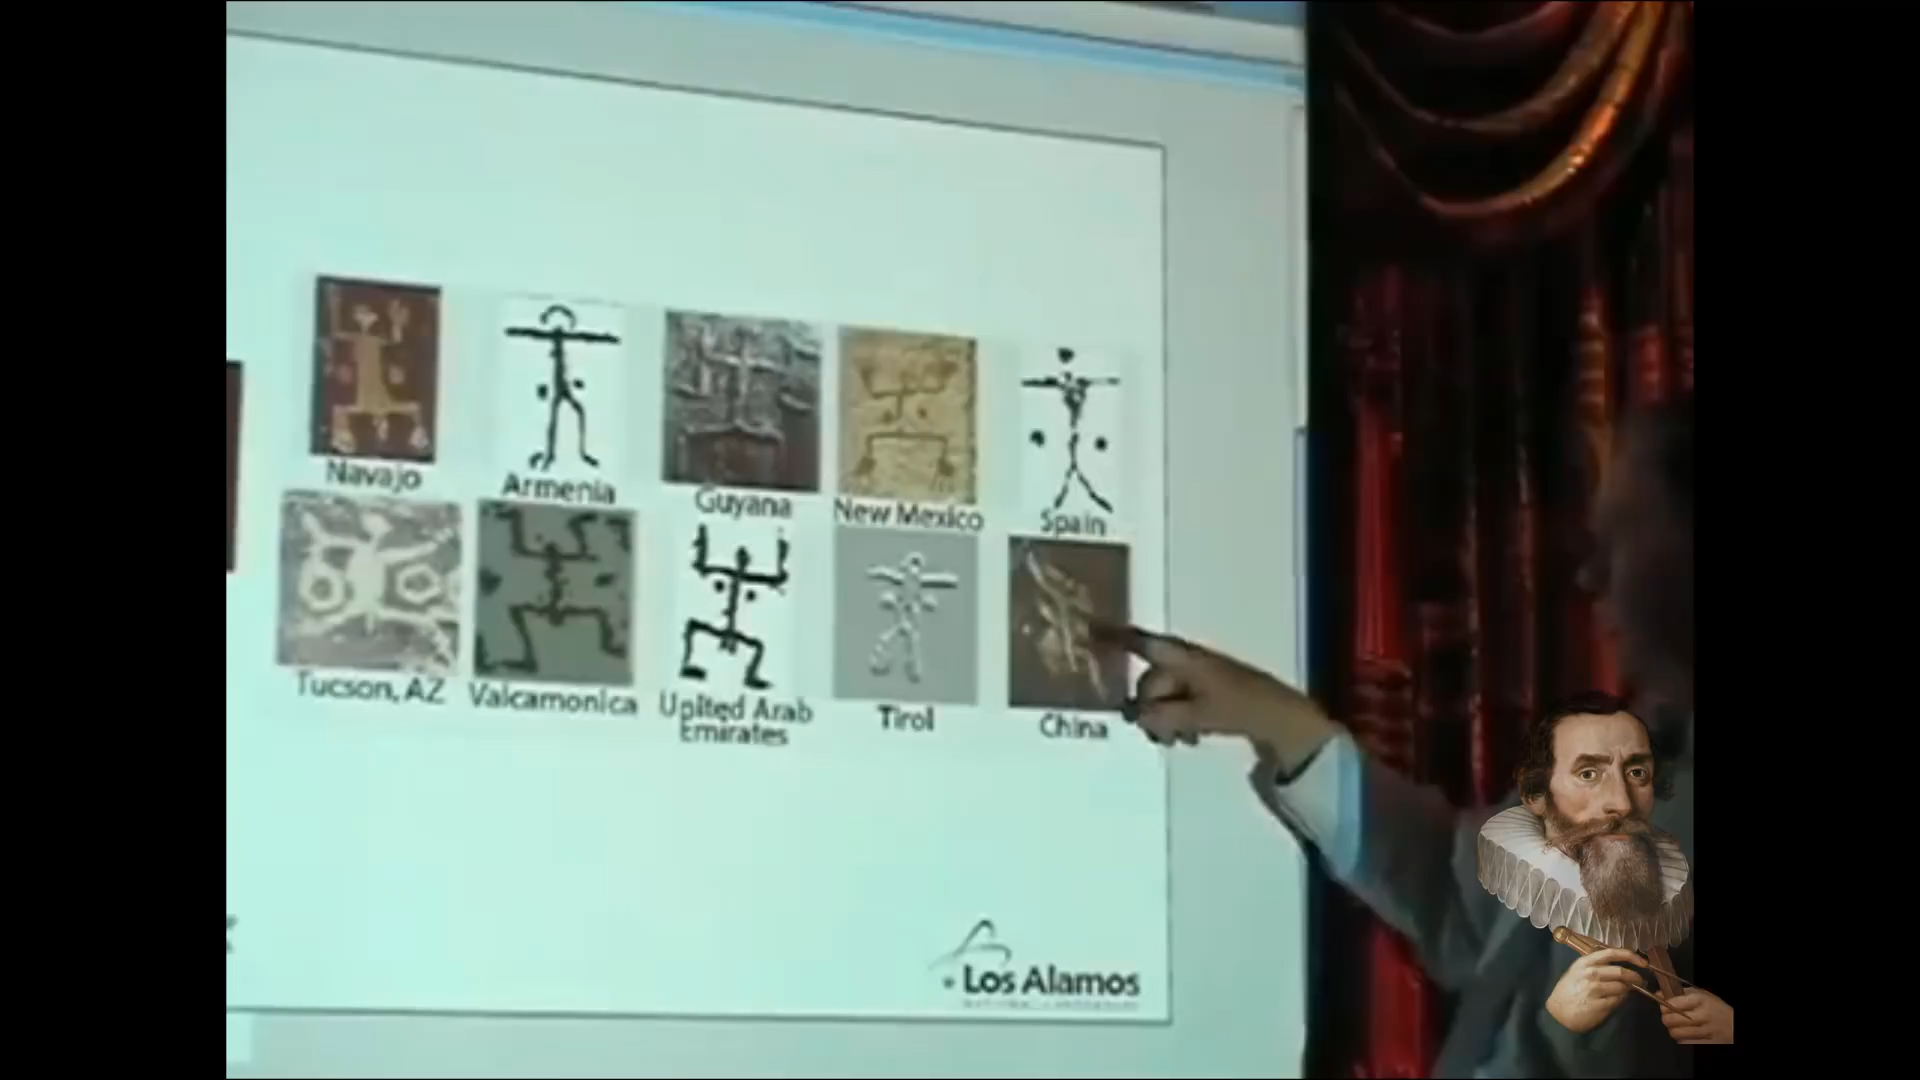 Navajo
Armenia
Guyana
New Mexico
Spain
Tucson, AZ
Valcamonica
United Arab
Emirates
Tirol
China
Los Alamos